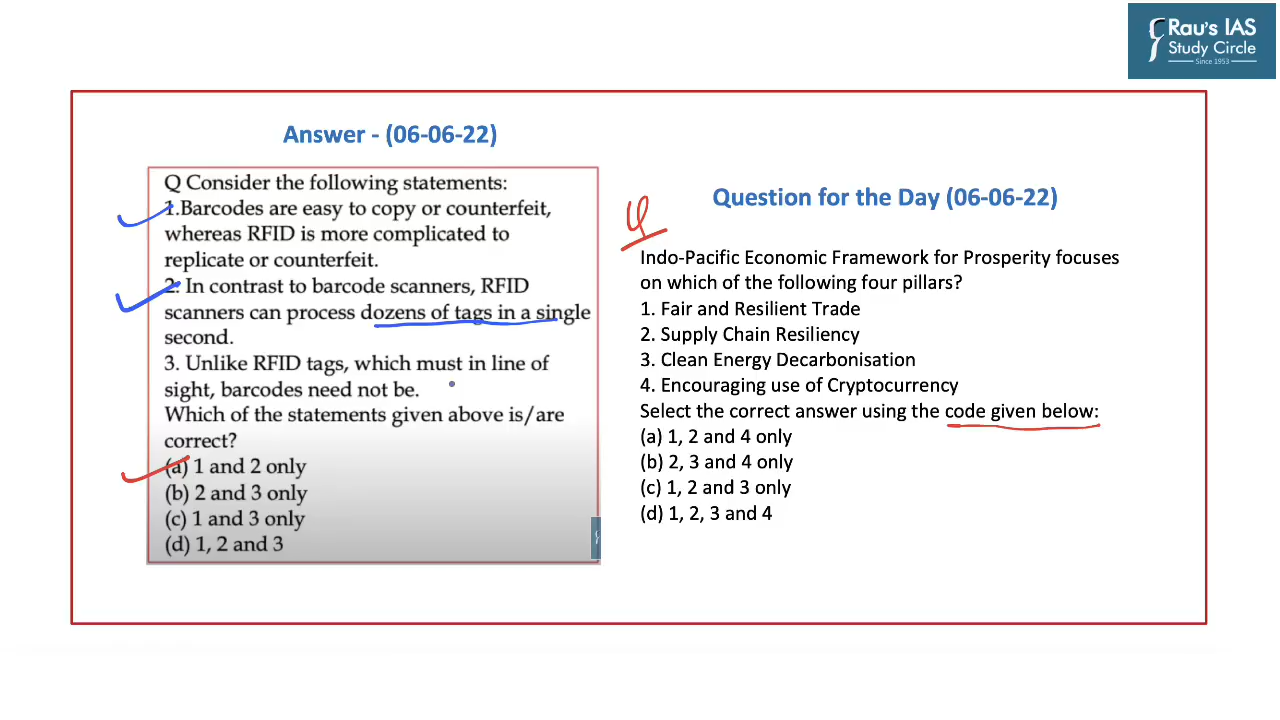 Rau's IAS
Study Circle
Since 1953
Answer - (06-06-22)
Q Consider the following statements:
1.Barcodes are easy to copy or counterfeit,
whereas RFID is more complicated to
replicate or counterfeit.
2. In contrast to barcode scanners, RFID
scanners can process dozens of tags in a single
second.
3. Unlike RFID tags, which must in line of
sight, barcodes need not be.
Which of the statements given above is/are
correct?
(a) 1 and 2 only
(b) 2 and 3 only
(c) 1 and 3 only
(d) 1, 2 and 3
Question for the Day (06-06-22)
Indo-Pacific Economic Framework for Prosperity focuses
on which of the following four pillars?
1. Fair and Resilient Trade
2. Supply Chain Resiliency
3. Clean Energy Decarbonisation
4. Encouraging use of Cryptocurrency
Select the correct answer using the code given below:
(a) 1, 2 and 4 only
(b) 2, 3 and 4 only
(c) 1, 2 and 3 only
(d) 1, 2, 3 and 4